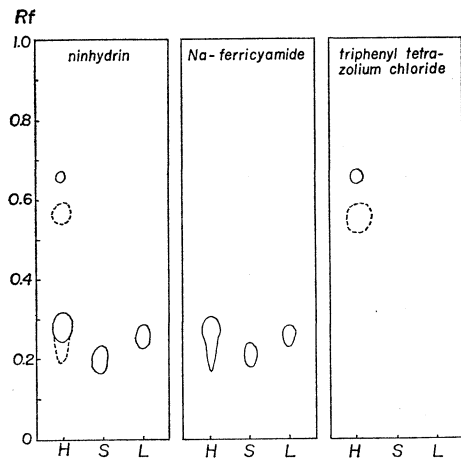 Rf
1.0
0.8
0.6
0.4
0.2
0
ninhydrin
H S L
Na-ferricyamide
H S L
triphenyl tetra-
zolium chloride
H S L